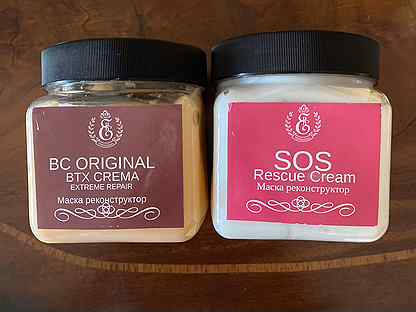 BC ORIGINAL
BTX CREMA
EXTREME REPAIR
Маска реконструктор
SOS
Rescue Cream
Маска реконструктор